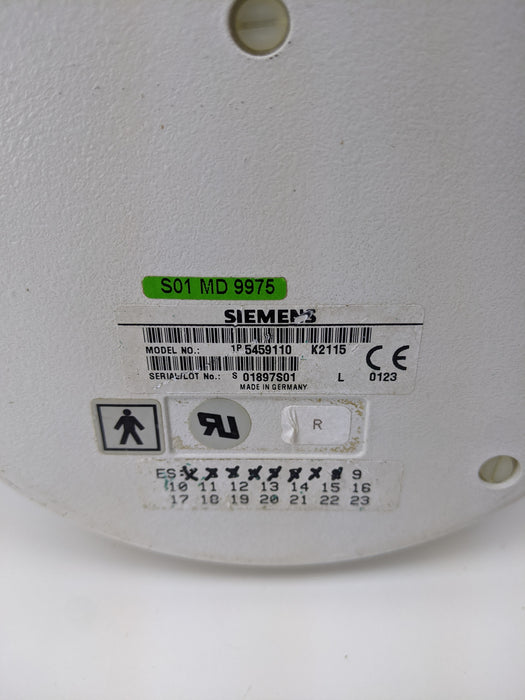 S01 MD 9975
SIEMENS
MODEL NO.: 1P 5459110 K2115
SERIAL/LOT No.: S 01897S01 L 0123
MADE IN GERMANY
R
ES 9
10 11 12 13 14 15 16
17 18 19 20 21 22 23